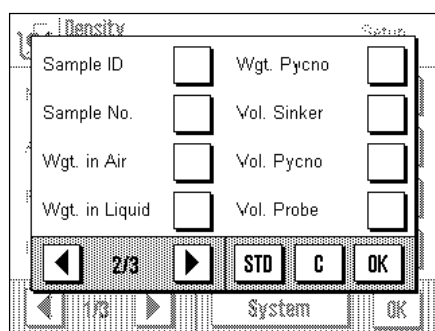 Density Setup
Sample ID Wgt. Pycno
Sample No. Vol. Sinker
Wgt. in Air Vol. Pycno
Wgt. in Liquid Vol. Probe
2/3 STD C OK
1/3 System OK